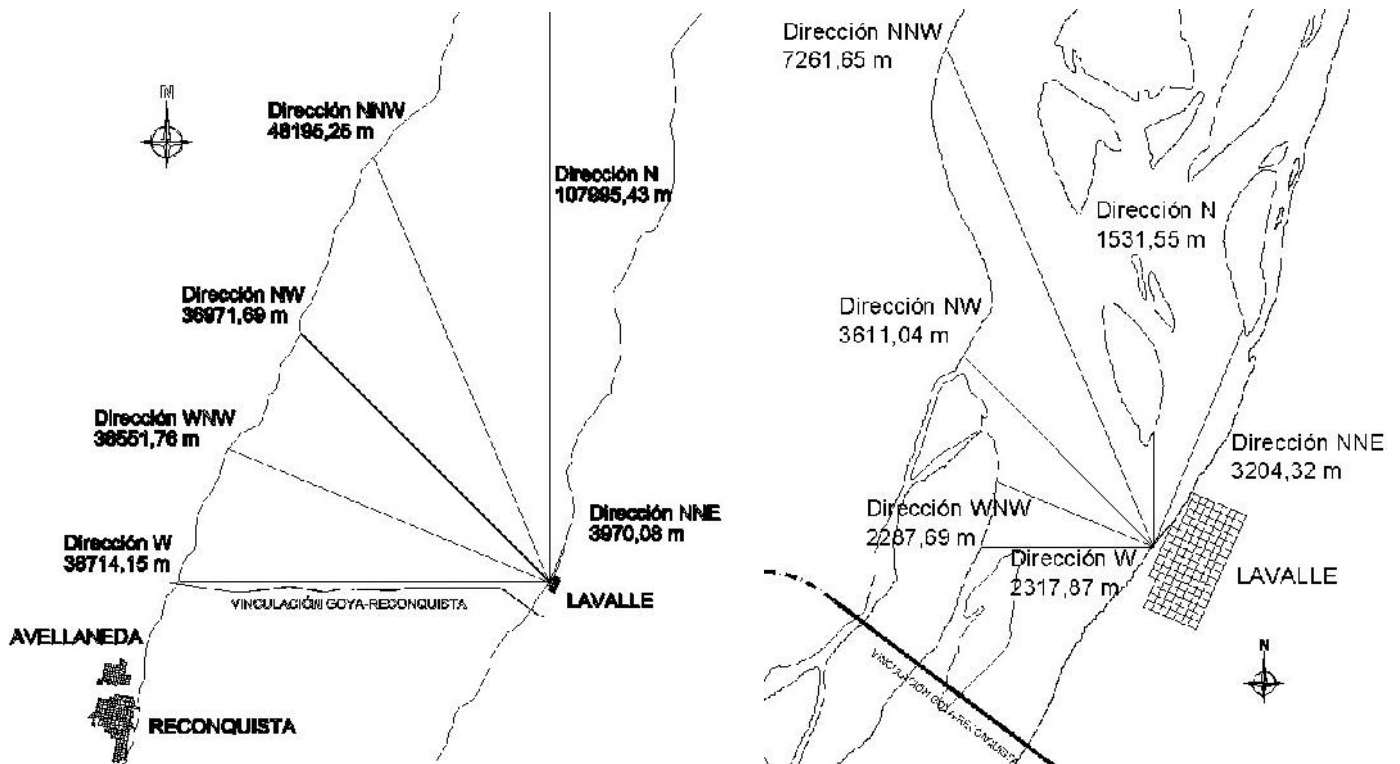 N
Dirección NNW
48195,25 m
Dirección N
107995,43 m
Dirección NW
36971,69 m
Dirección WNW
36551,76 m
Dirección NNE
3970,08 m
Dirección W
38714,15 m
VINCULACIÓN GOYA-RECONQUISTA
LAVALLE
AVELLANEDA
RECONQUISTA
Dirección NNW
7261,65 m
Dirección N
1531,55 m
Dirección NW
3611,04 m
Dirección NNE
3204,32 m
Dirección WNW
2287,69 m
Dirección W
2317,87 m
LAVALLE
N
VINCULACIÓN GOYA-RECONQUISTA